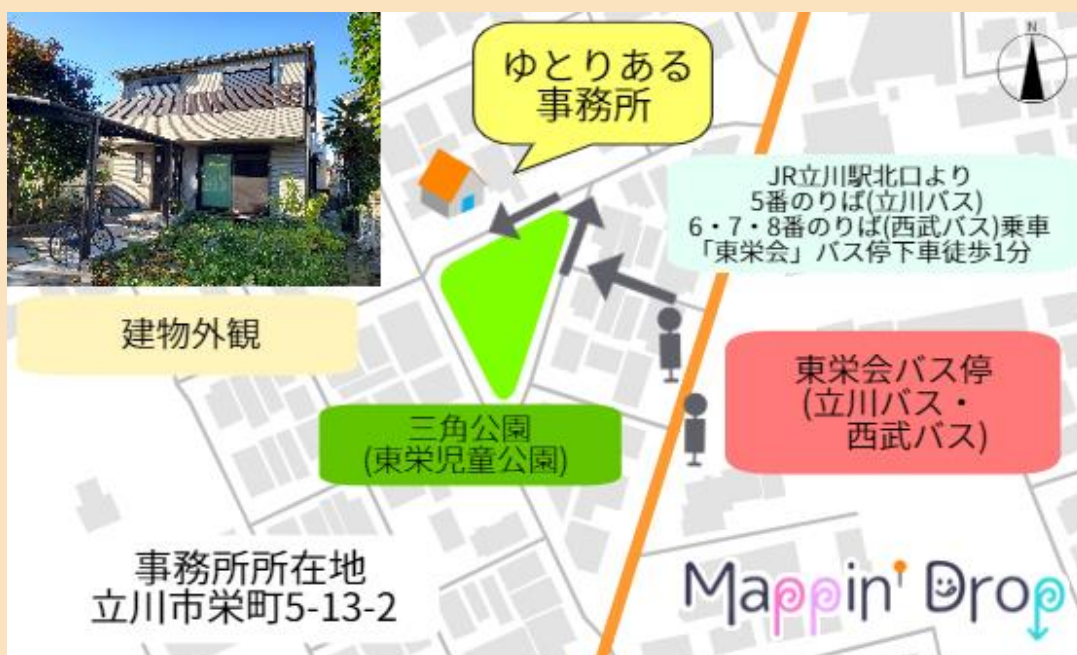 ゆとりある
事務所
N
JR立川駅北口より
5番のりば(立川バス)
6・7・8番のりば(西武バス)乗車
「東栄会」バス停下車徒歩1分
建物外観
東栄会バス停
(立川バス・
西武バス)
三角公園
(東栄児童公園)
事務所所在地
立川市栄町5-13-2
Mappin' Drop